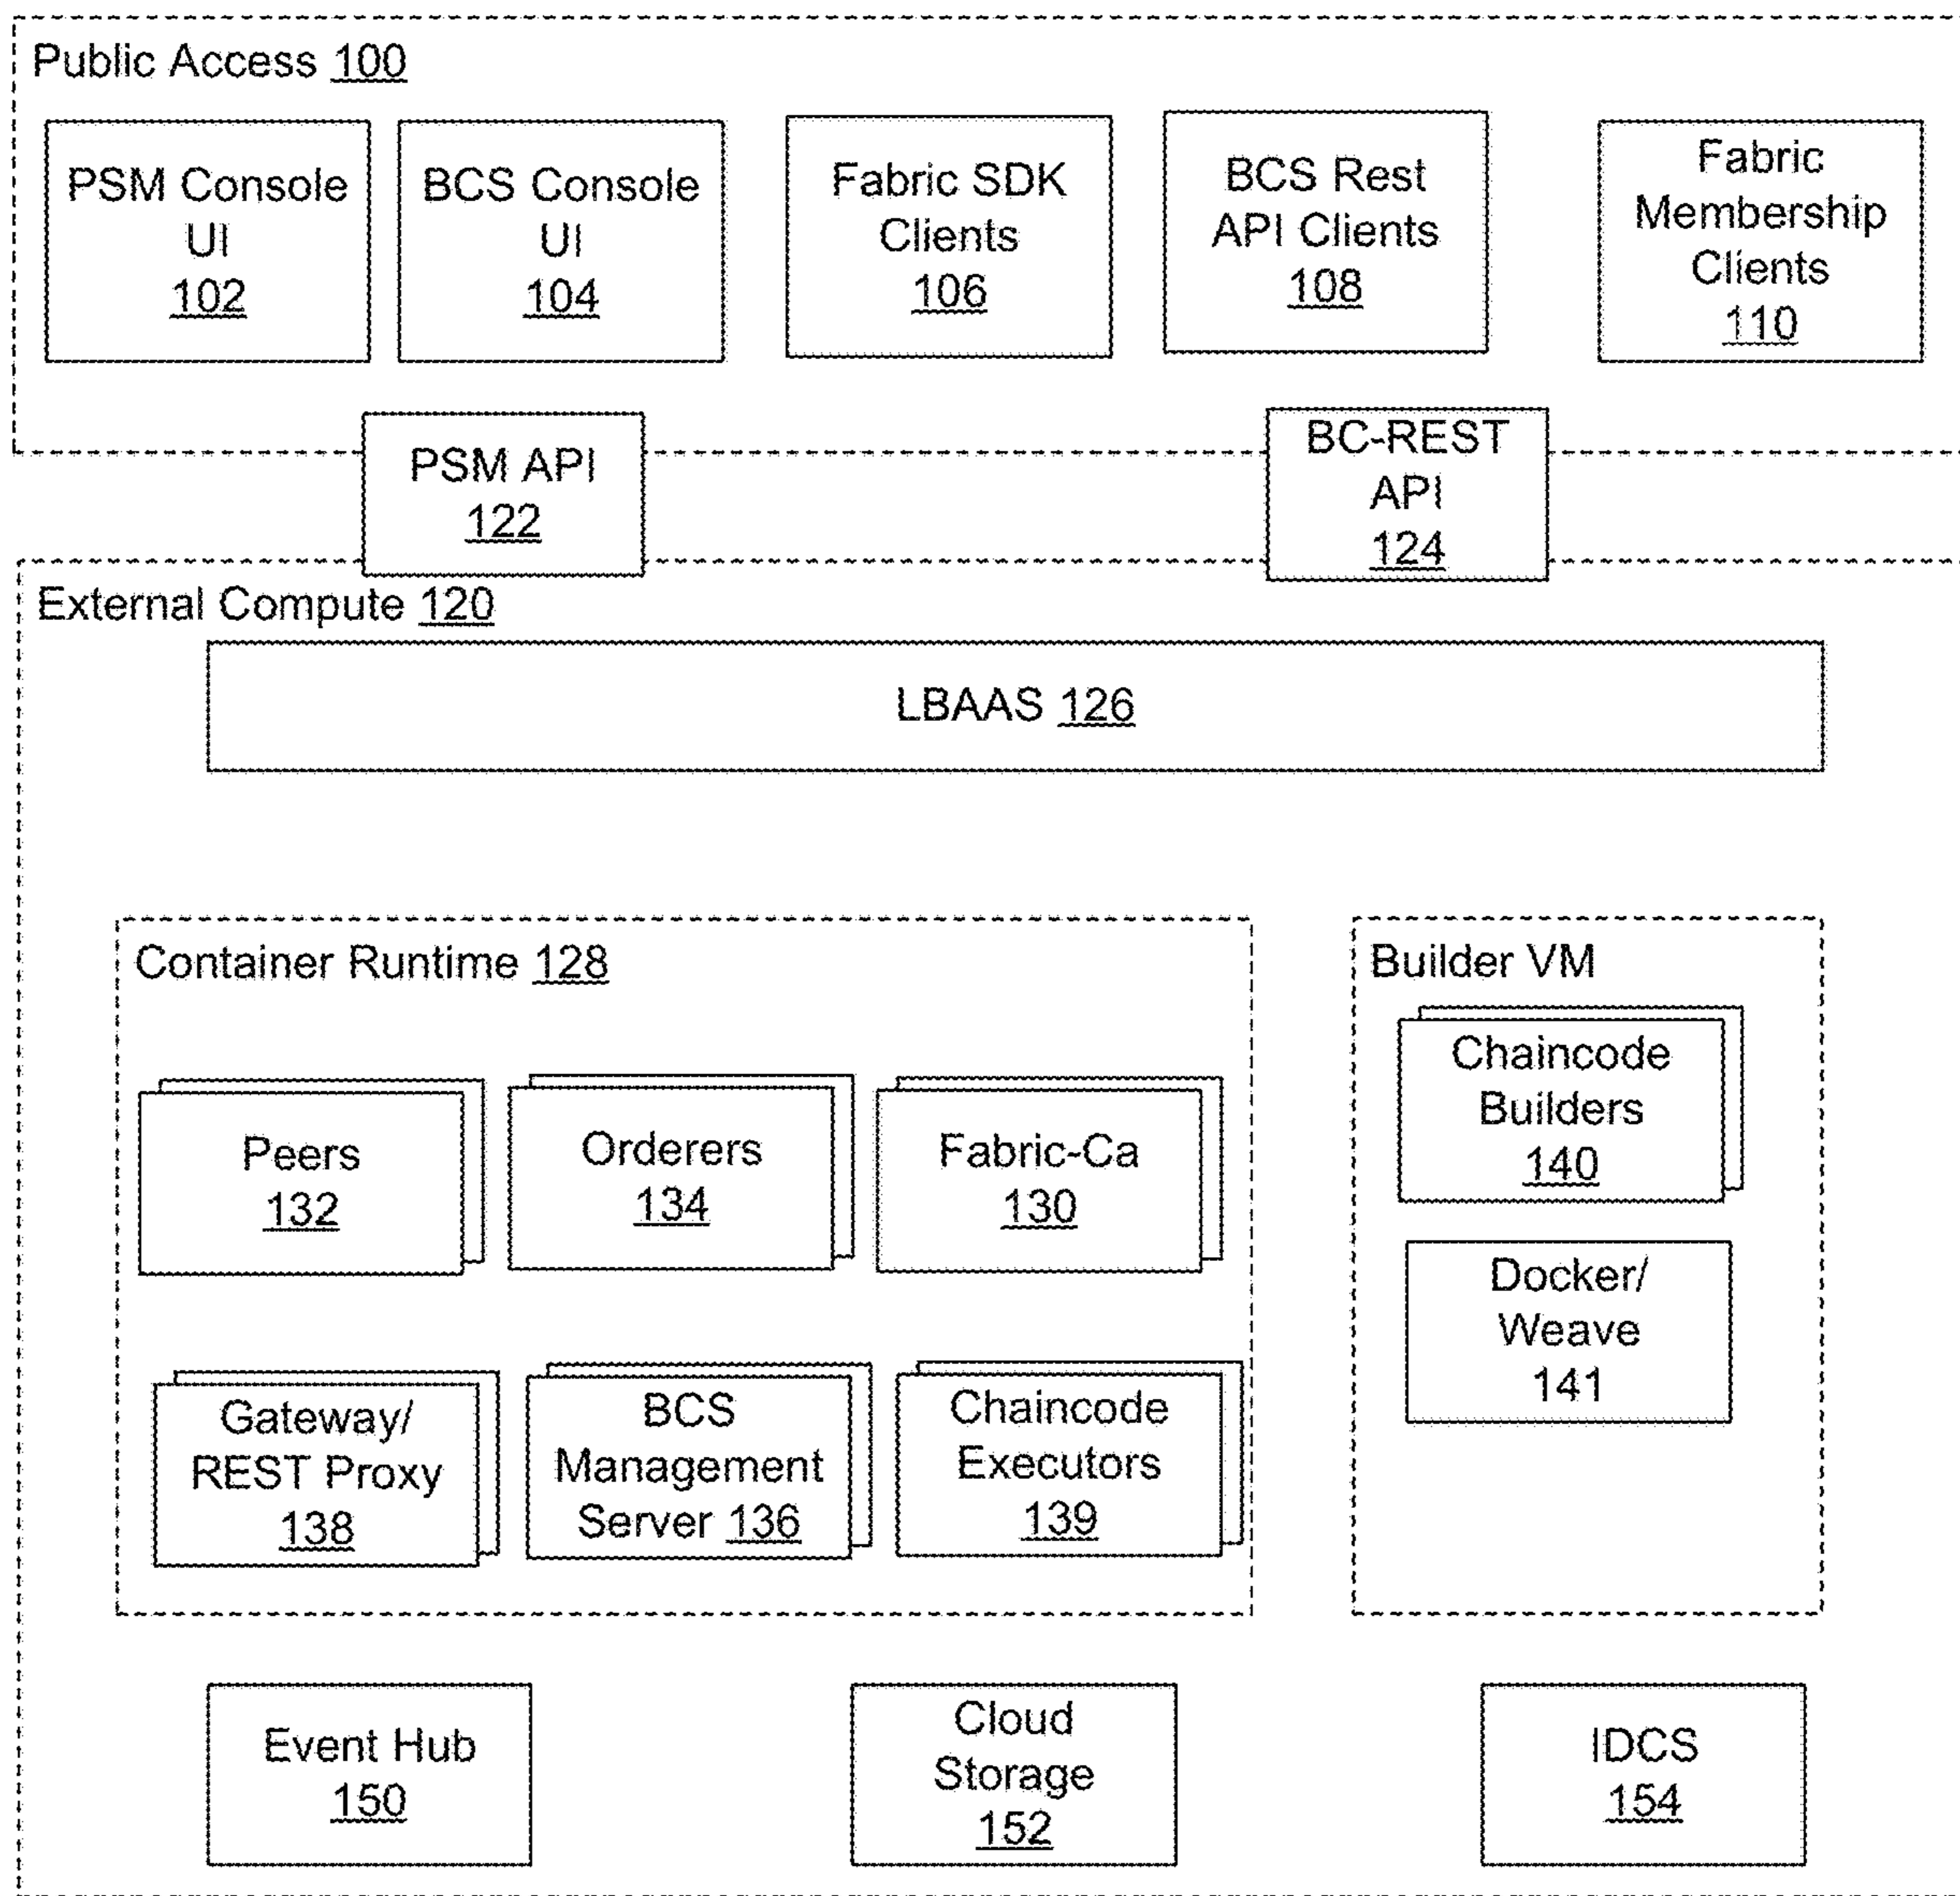 Public Access 100
PSM Console
UI
102
BCS Console
UI
104
Fabric SDK
Clients
106
BCS Rest
API Clients
108
Fabric
Membership
Clients
110
PSM API
122
BC-REST
API
124
External Compute 120
LBAAS 126
Container Runtime 128
Peers
132
Orderers
134
Fabric-Ca
130
Gateway/
REST Proxy
138
BCS
Management
Server 136
Chaincode
Executors
139
Builder VM
Chaincode
Builders
140
Docker/
Weave
141
Event Hub
150
Cloud
Storage
152
IDCS
154